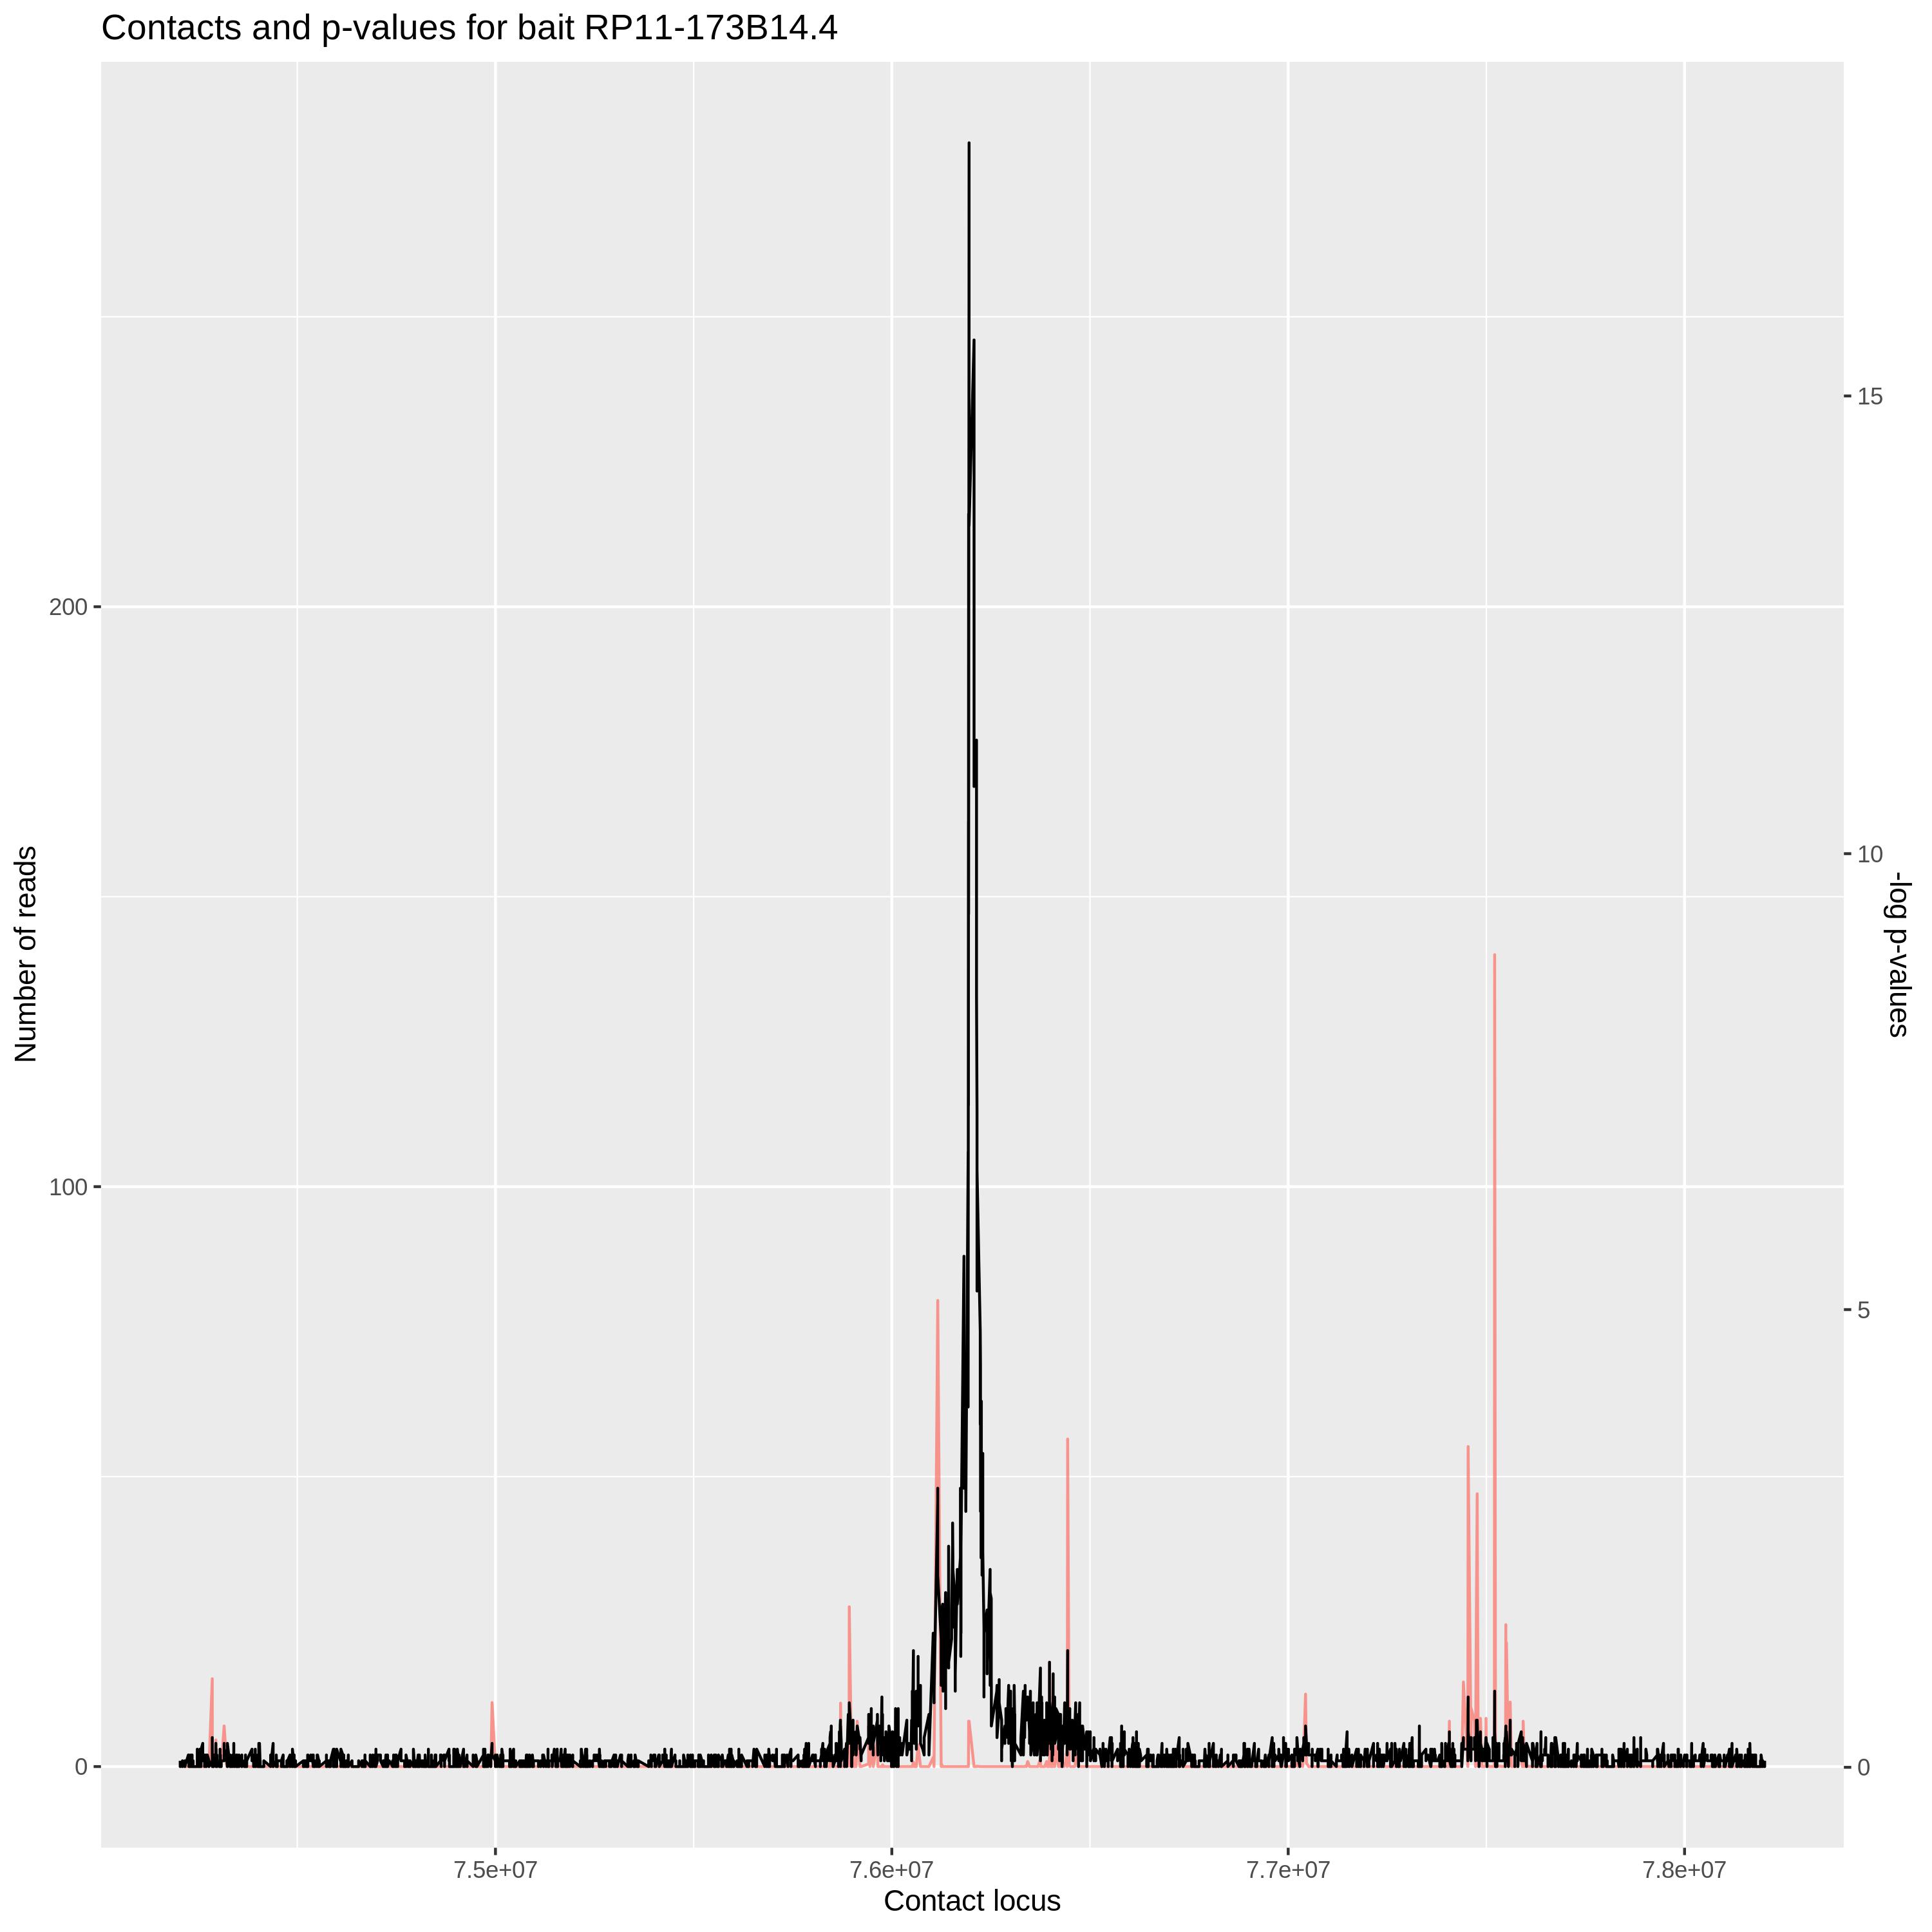 Contacts and p-values for bait RP11-173B14.4
Number of reads
200
100
0
15
10
5
0
-log p-values
7.5e+07
7.6e+07
7.7e+07
7.8e+07
Contact locus